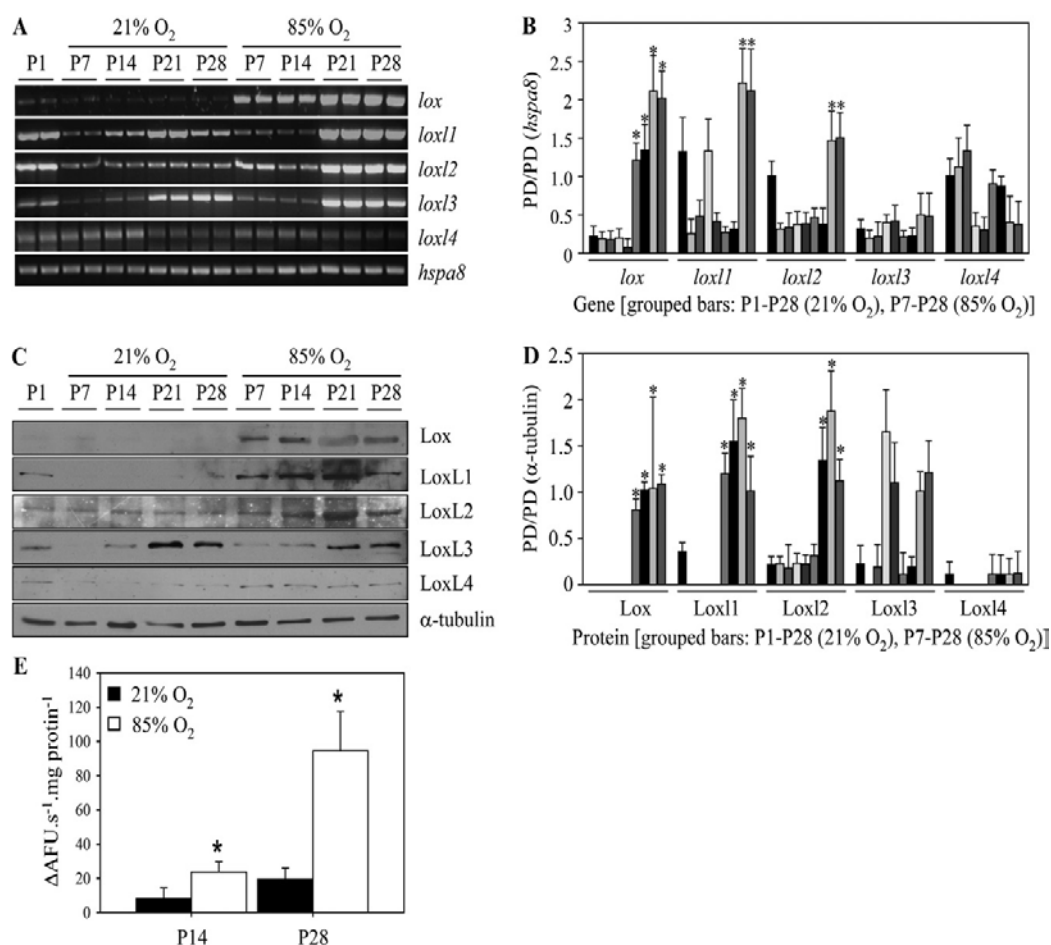 A
21% O₂ 85% O₂
P1 P7 P14 P21 P28 P7 P14 P21 P28
lox
loxl1
loxl2
loxl3
loxl4
hspa8
B
PD/PD (hspa8)
3
2.5
2
1.5
1
0.5
0
* * * * ** **
lox loxl1 loxl2 loxl3 loxl4
Gene [grouped bars: P1-P28 (21% O₂), P7-P28 (85% O₂)]
C
21% O₂ 85% O₂
P1 P7 P14 P21 P28 P7 P14 P21 P28
Lox
LoxL1
LoxL2
LoxL3
LoxL4
α-tubulin
D
PD/PD (α-tubulin)
2.5
2.0
1.5
1.0
0.5
0
* * * * * * * * * * *
Lox Loxl1 Loxl2 Loxl3 Loxl4
Protein [grouped bars: P1-P28 (21% O₂), P7-P28 (85% O₂)]
E
ΔAFU.s⁻¹.mg protin⁻¹
140
120
100
80
60
40
20
0
21% O₂
85% O₂
* *
P14 P28